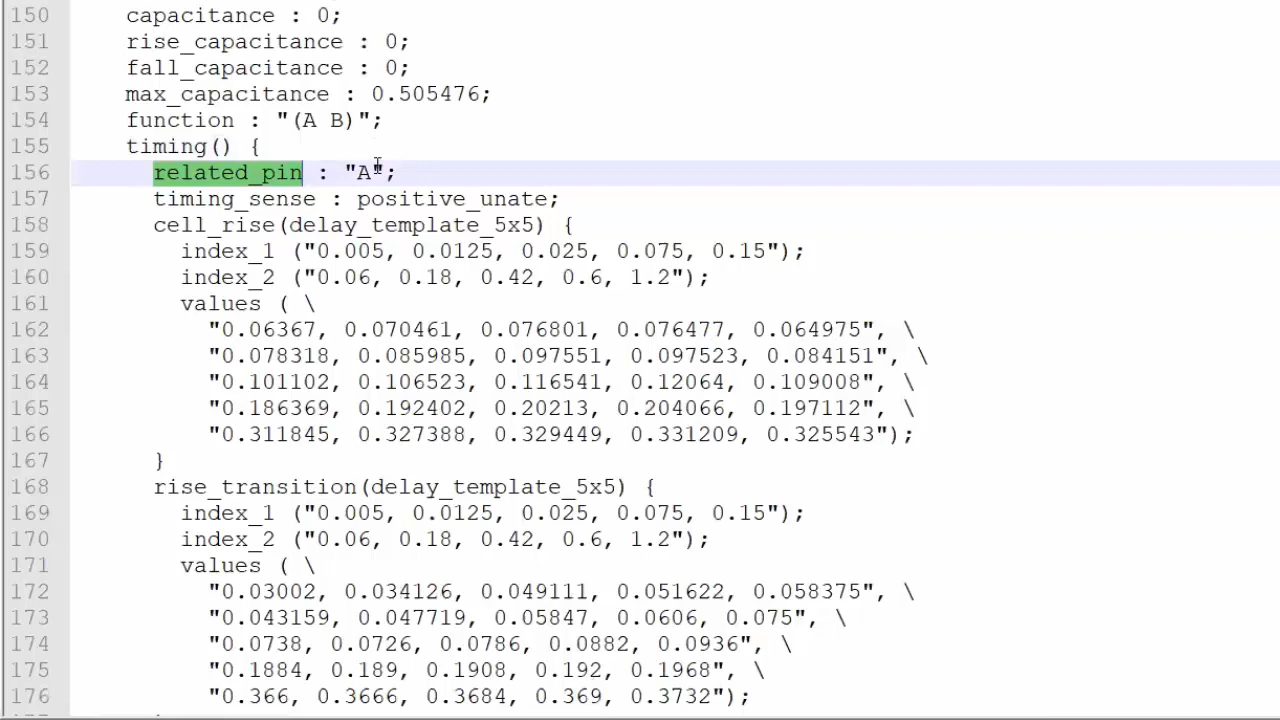 150 capacitance : 0;
151 rise_capacitance : 0;
152 fall_capacitance : 0;
153 max_capacitance : 0.505476;
154 function : "(A B)";
155 timing() {
156 related_pin : "A";
157 timing_sense : positive_unate;
158 cell_rise(delay_template_5x5) {
159 index_1 ("0.005, 0.0125, 0.025, 0.075, 0.15");
160 index_2 ("0.06, 0.18, 0.42, 0.6, 1.2");
161 values ( \
162 "0.06367, 0.070461, 0.076801, 0.076477, 0.064975", \
163 "0.078318, 0.085985, 0.097551, 0.097523, 0.084151", \
164 "0.101102, 0.106523, 0.116541, 0.12064, 0.109008", \
165 "0.186369, 0.192402, 0.20213, 0.204066, 0.197112", \
166 "0.311845, 0.327388, 0.329449, 0.331209, 0.325543");
167 }
168 rise_transition(delay_template_5x5) {
169 index_1 ("0.005, 0.0125, 0.025, 0.075, 0.15");
170 index_2 ("0.06, 0.18, 0.42, 0.6, 1.2");
171 values ( \
172 "0.03002, 0.034126, 0.049111, 0.051622, 0.058375", \
173 "0.043159, 0.047719, 0.05847, 0.0606, 0.075", \
174 "0.0738, 0.0726, 0.0786, 0.0882, 0.0936", \
175 "0.1884, 0.189, 0.1908, 0.192, 0.1968", \
176 "0.366, 0.3666, 0.3684, 0.369, 0.3732");